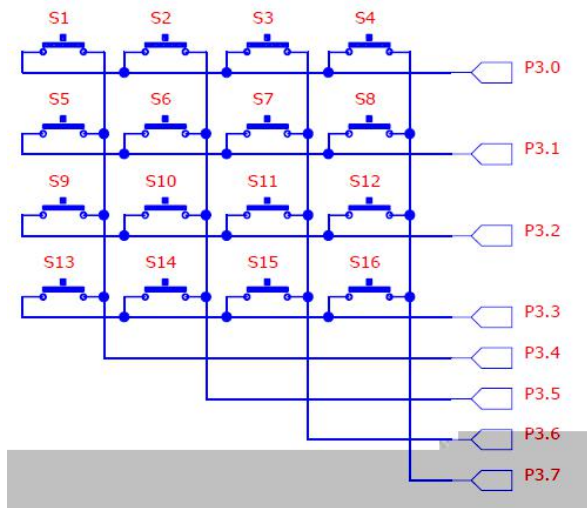 S1 S2 S3 S4
P3.0
S5 S6 S7 S8
P3.1
S9 S10 S11 S12
P3.2
S13 S14 S15 S16
P3.3
P3.4
P3.5
P3.6
P3.7